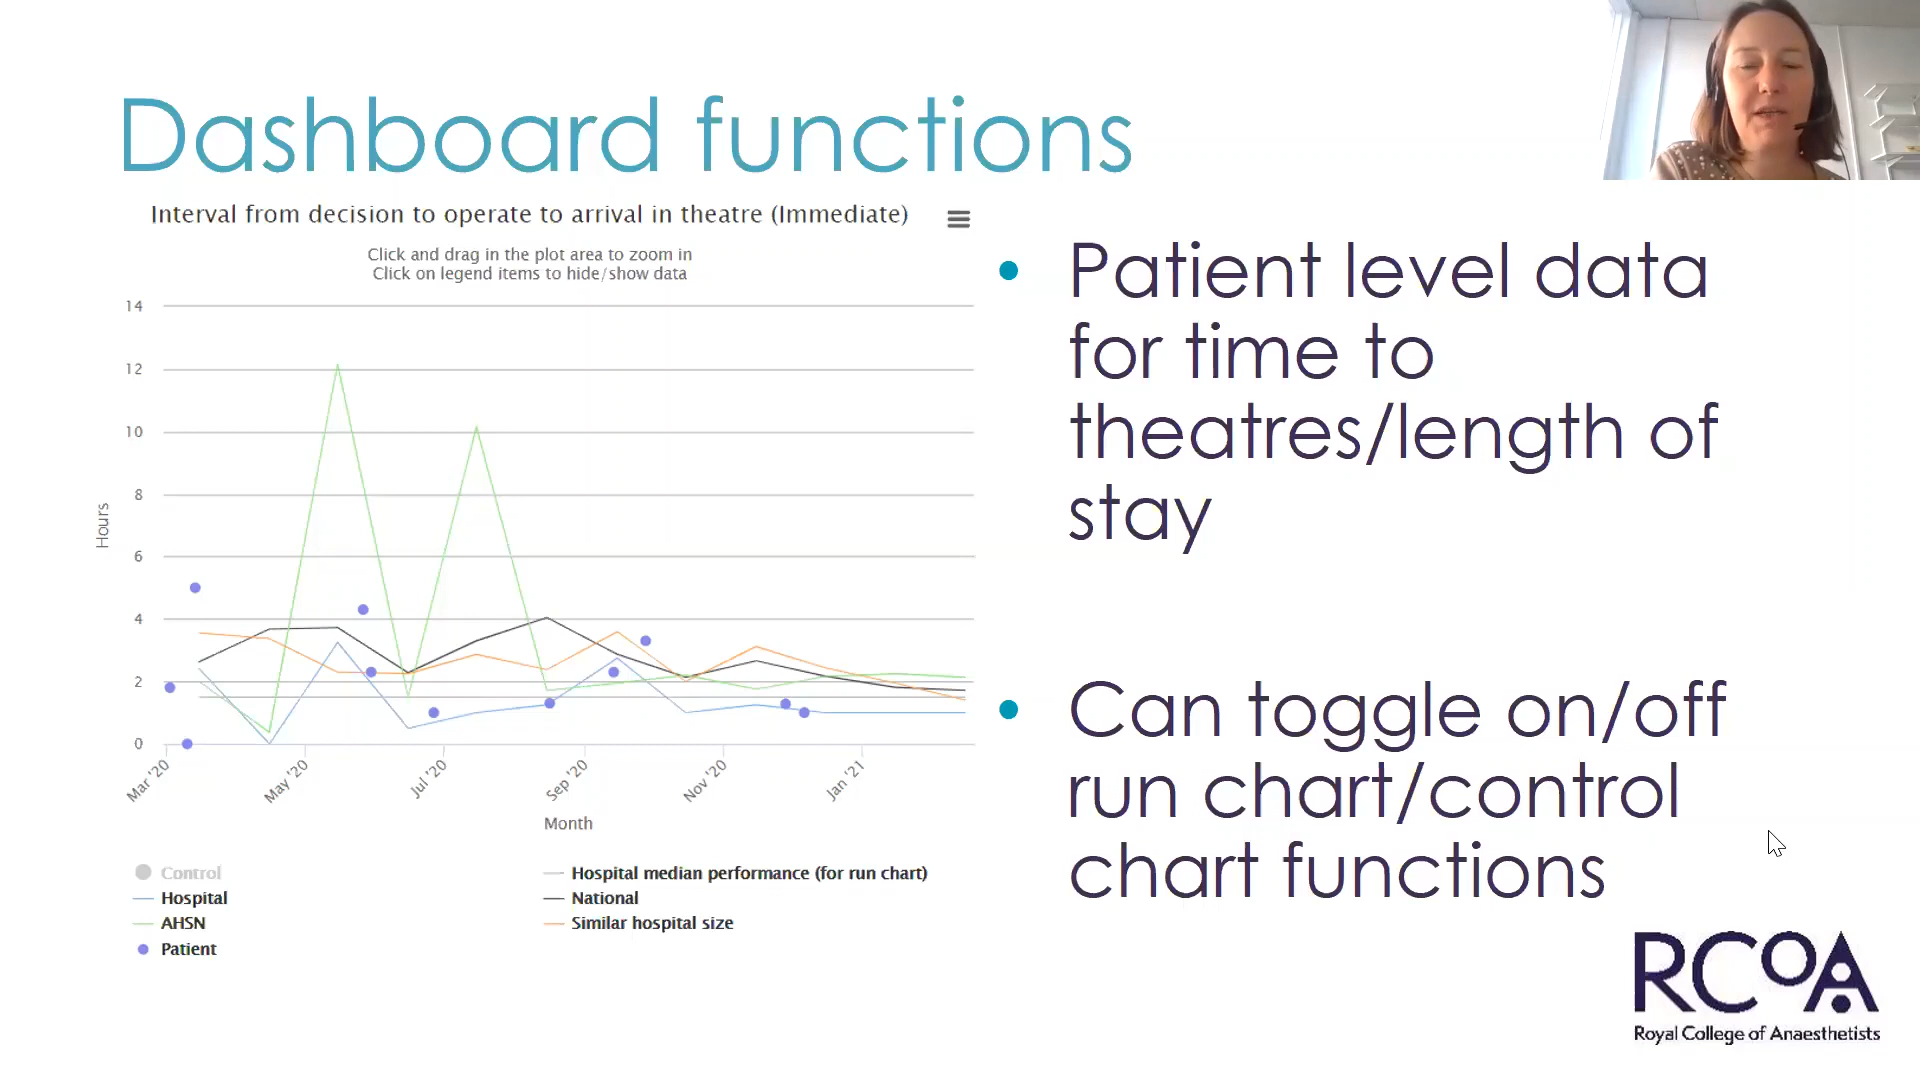 Dashboard functions
Interval from decision to operate to arrival in theatre (Immediate)
Click and drag in the plot area to zoom in
Click on legend items to hide/show data
14
12
10
8
6
4
2
0
Hours
Mar '20
May '20
Jul '20
Sep '20
Nov '20
Jan '21
Month
Control
Hospital
AHSN
Patient
Hospital median performance (for run chart)
National
Similar hospital size
• Patient level data
for time to
theatres/length of
stay
• Can toggle on/off
run chart/control
chart functions
RCOA
Royal College of Anaesthetists